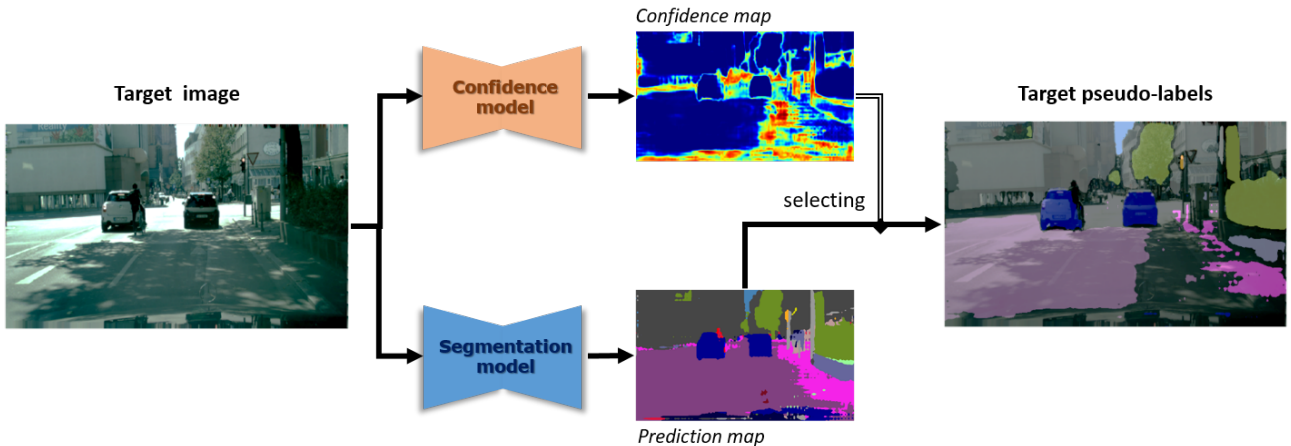 Confidence map
Target image
Confidence
model
Target pseudo-labels
selecting
Segmentation
model
Prediction map